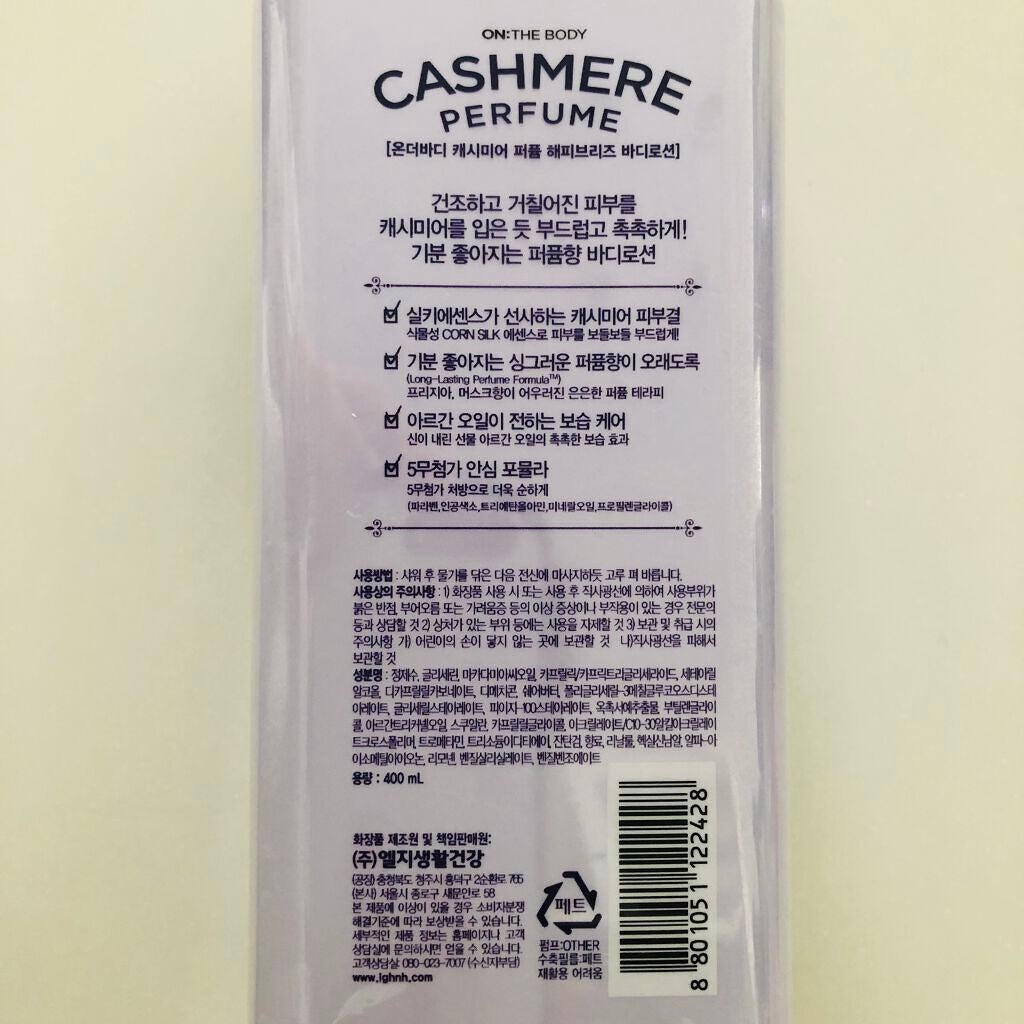 ON:THE BODY
CASHMERE
PERFUME
[온더바디 캐시미어 퍼퓸 해피브리즈 바디로션]
건조하고 거칠어진 피부를
캐시미어를 입은 듯 부드럽고 촉촉하게!
기분 좋아지는 퍼퓸향 바디로션
실키에센스가 선사하는 캐시미어 피부결
식물성 CORN SILK 에센스로 피부를 보들보들 부드럽게!
기분 좋아지는 싱그러운 퍼퓸향이 오래도록
(Long-Lasting Perfume Formula™)
프리지아, 머스크향이 어우러진 은은한 퍼퓸 테라피
아르간 오일이 전하는 보습 케어
신이 내린 선물 아르간 오일의 촉촉한 보습 효과
5무첨가 안심 포뮬라
5무첨가 처방으로 더욱 순하게
(파라벤,인공색소,트리에탄올아민,미네랄오일,프로필렌글라이콜)
사용방법 : 샤워 후 물기를 닦은 다음 전신에 마사지하듯 고루 펴 바릅니다.
사용상의 주의사항 : 1) 화장품 사용 시 또는 사용 후 직사광선에 의하여 사용부위가
붉은 반점, 부어오름 또는 가려움증 등의 이상 증상이나 부작용이 있는 경우 전문의
등과 상담할 것 2) 상처가 있는 부위 등에는 사용을 자제할 것 3) 보관 및 취급 시의
주의사항 가) 어린이의 손이 닿지 않는 곳에 보관할 것 나)직사광선을 피해서
보관할 것
성분명 : 정제수, 글리세린, 마카다미아씨오일, 카프릴릭/카프릭트리글리세라이드, 세테아릴
알코올, 디카프릴릴카보네이트, 디메치콘, 쉐어버터, 폴리글리세릴-3메칠글루코오스디스테
아레이트, 글리세릴스테아레이트, 피이지-100스테아레이트, 옥촉서예추출물, 부틸렌글라이
콜, 아르간트리커넬오일, 스쿠알란, 카프릴릴글라이콜, 아크릴레이트/C10-30알킬아크릴레이
트크로스폴리머, 트로메타민, 트리소듐이디티에이, 잔탄검, 향료, 리날룰, 헥실신남알, 알파-아
이소메틸아이오논, 리모넨, 벤질살리실레이트, 벤질벤조에이트
용량 : 400 mL
화장품 제조원 및 책임판매원:
(주)엘지생활건강
(공장) 충청북도 청주시 흥덕구 2순환로 765
(본사) 서울시 종로구 새문안로 58
본 제품에 이상이 있을 경우 소비자분쟁
해결기준에 따라 보상받을 수 있습니다.
세부적인 제품 정보는 홈페이지나 고객
상담실에 문의하시면 얻을 수 있습니다.
고객상담실 080-023-7007 (수신자부담)
www.lghnh.com
페트
펌프:OTHER
수축필름:페트
재활용 어려움
8 801051 122428